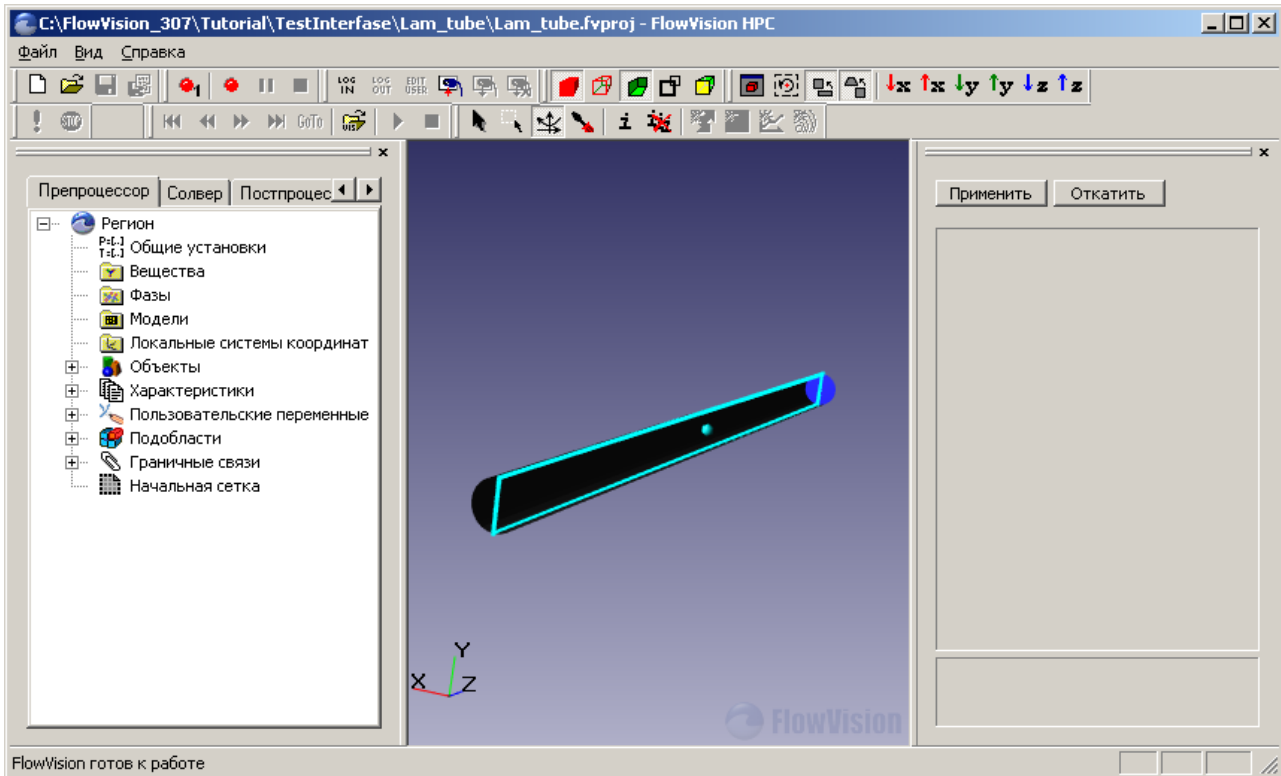 C:\FlowVision_307\Tutorial\TestInterfase\Lam_tube\Lam_tube.fvproj - FlowVision HPC
Файл Вид Справка
LOG IN LOG OUT EDIT USER x x y y z z
STOP GoTo VIS i
Препроцессор Солвер Постпроцес
Применить Откатить
Регион
P=[.] T=[.] Общие установки
Вещества
Фазы
Модели
Локальные системы координат
Объекты
Характеристики
Пользовательские переменные
Подобласти
Граничные связи
Начальная сетка
Y
X Z
FlowVision
FlowVision готов к работе